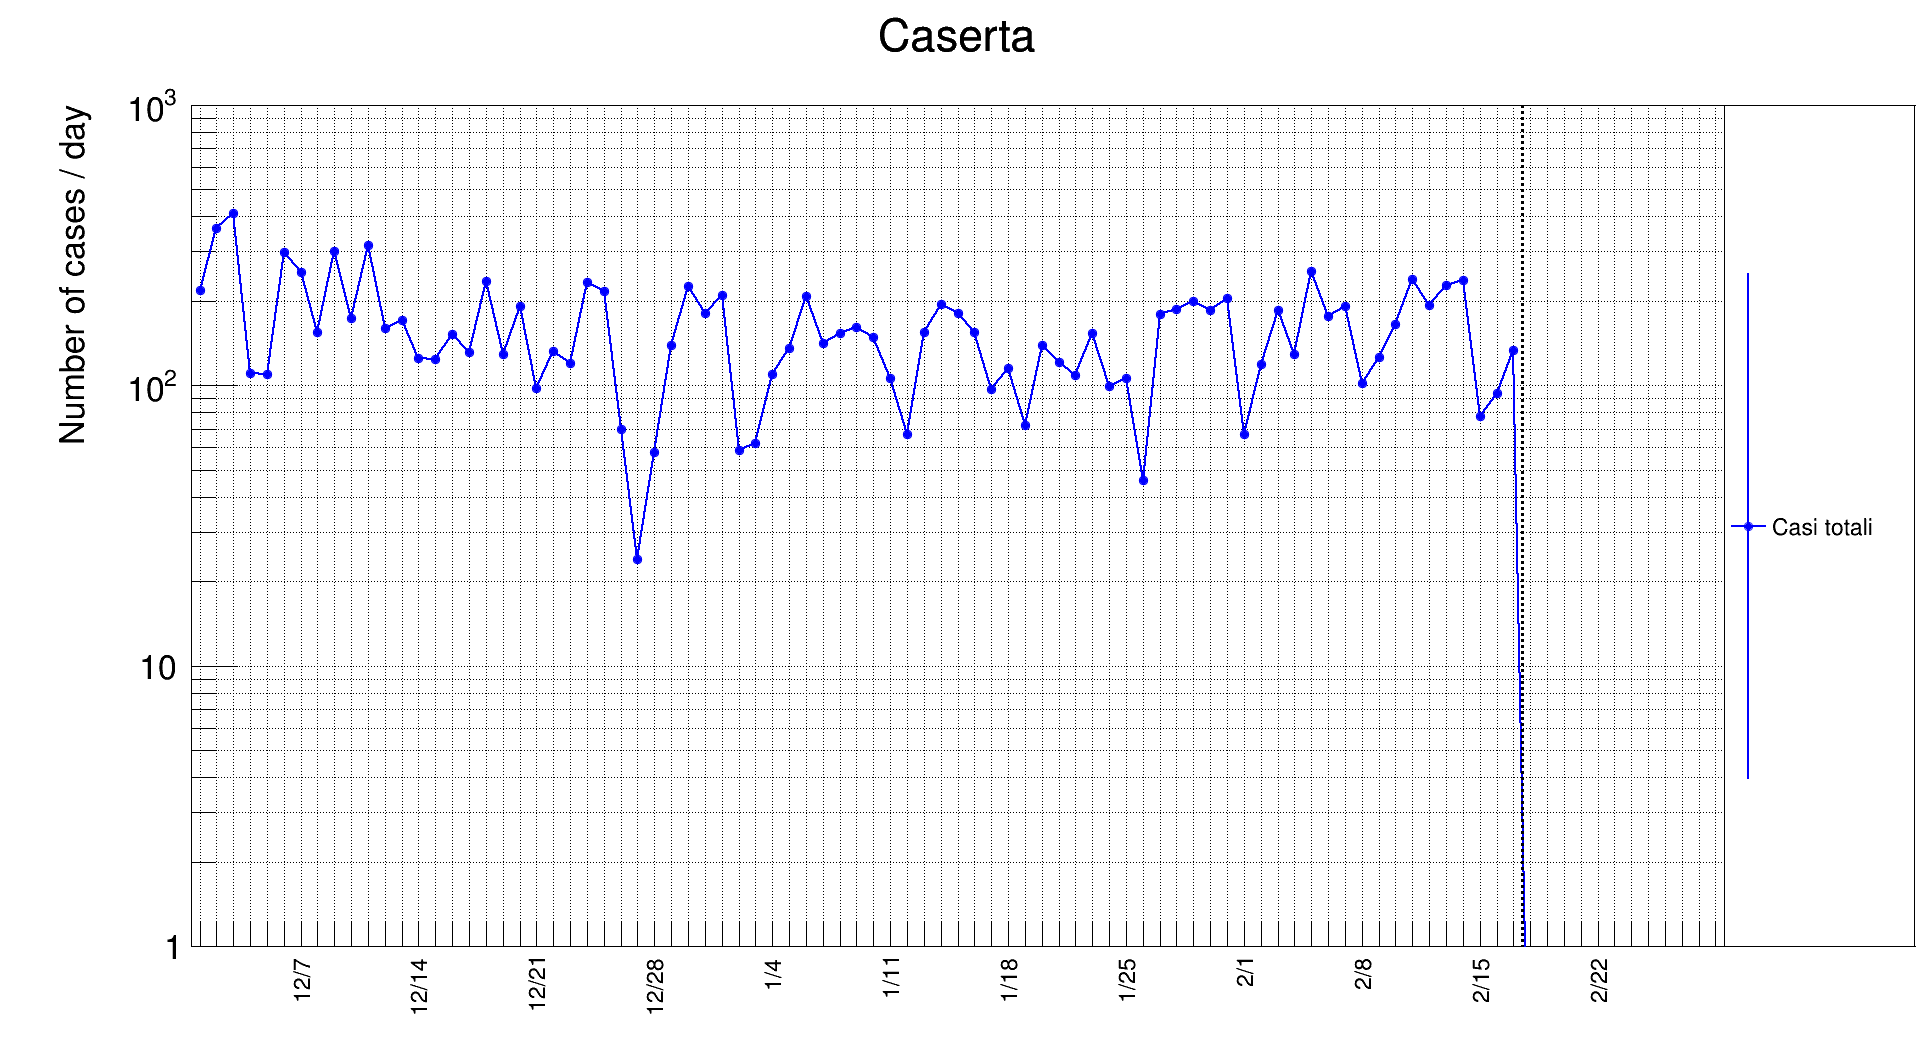 Caserta
Number of cases / day
10³
10²
10
1
12/7 12/14 12/21 12/28 1/4 1/11 1/18 1/25 2/1 2/8 2/15 2/22
Casi totali